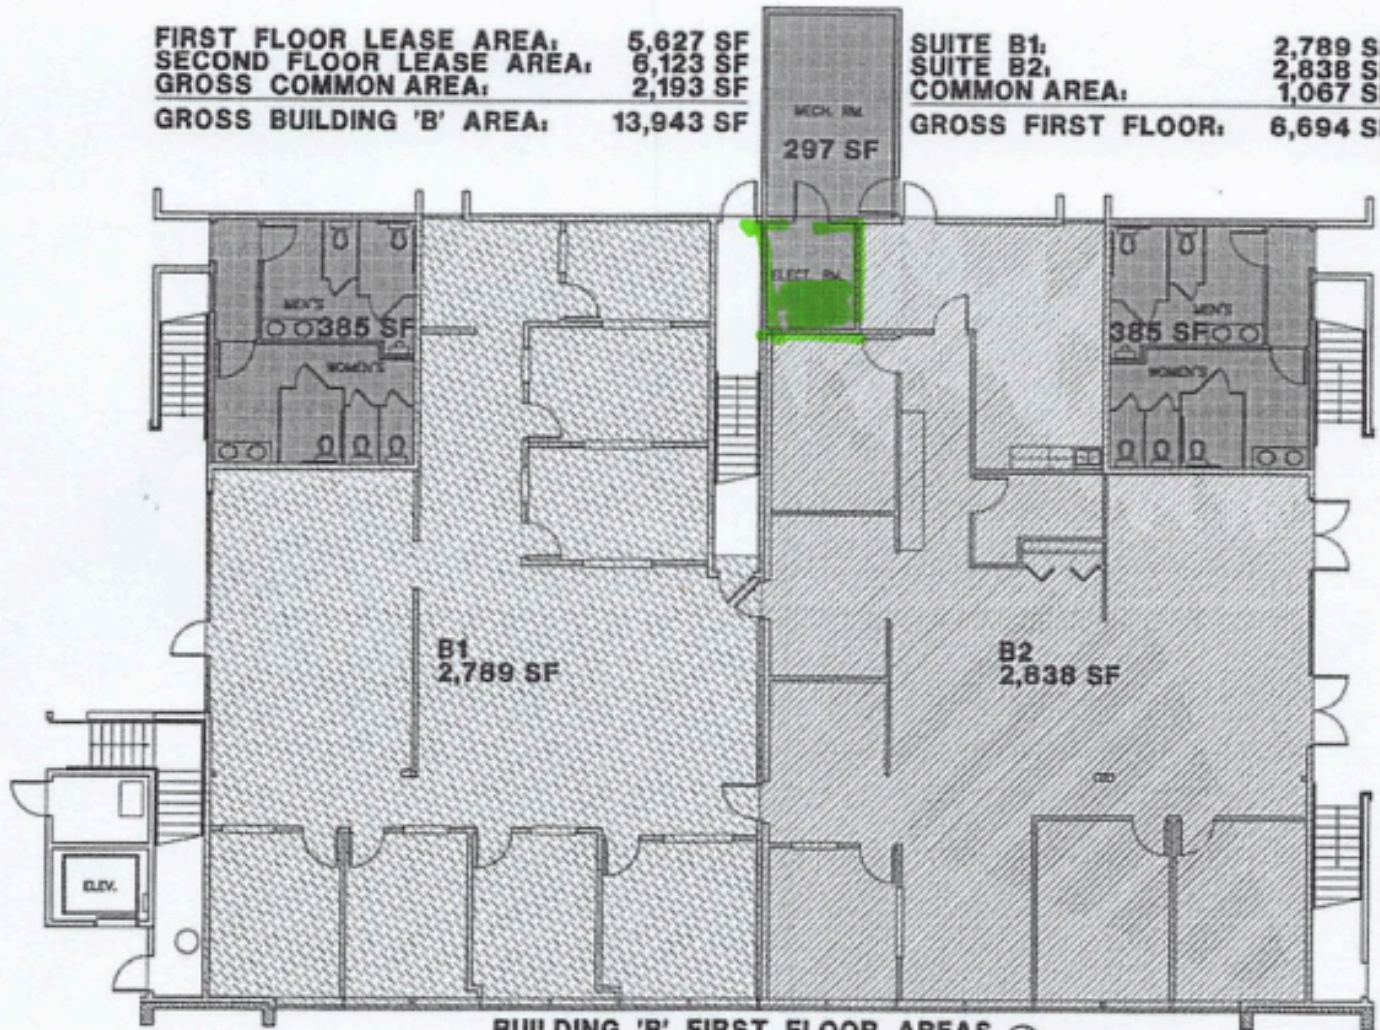 FIRST FLOOR LEASE AREA: 5,627 SF
SECOND FLOOR LEASE AREA: 6,123 SF
GROSS COMMON AREA: 2,193 SF
GROSS BUILDING 'B' AREA: 13,943 SF
SUITE B1: 2,789 S
SUITE B2: 2,838 S
COMMON AREA: 1,067 S
GROSS FIRST FLOOR: 6,694 S
MECH. RM.
297 SF
ELECT. RM.
MEN'S
385 SF
WOMEN'S
MEN'S
385 SF
WOMEN'S
B1
2,789 SF
B2
2,838 SF
ELEV.
BUILDING 'B' FIRST FLOOR AREAS